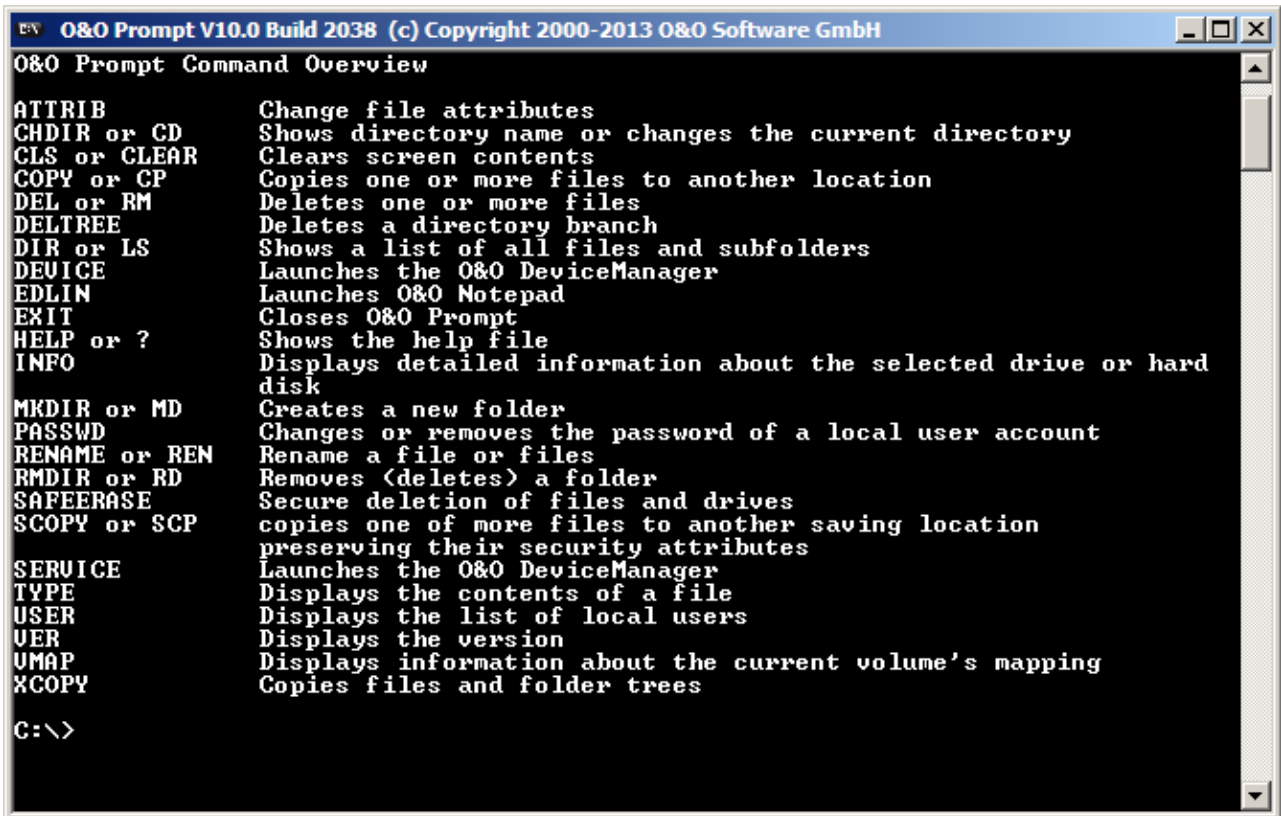 O&O Prompt V10.0 Build 2038 (c) Copyright 2000-2013 O&O Software GmbH
O&O Prompt Command Overview
ATTRIB Change file attributes
CHDIR or CD Shows directory name or changes the current directory
CLS or CLEAR Clears screen contents
COPY or CP Copies one or more files to another location
DEL or RM Deletes one or more files
DELTREE Deletes a directory branch
DIR or LS Shows a list of all files and subfolders
DEVICE Launches the O&O DeviceManager
EDLIN Launches O&O Notepad
EXIT Closes O&O Prompt
HELP or ? Shows the help file
INFO Displays detailed information about the selected drive or hard
disk
MKDIR or MD Creates a new folder
PASSWD Changes or removes the password of a local user account
RENAME or REN Rename a file or files
RMDIR or RD Removes (deletes) a folder
SAFEERASE Secure deletion of files and drives
SCOPY or SCP copies one of more files to another saving location
preserving their security attributes
SERVICE Launches the O&O DeviceManager
TYPE Displays the contents of a file
USER Displays the list of local users
VER Displays the version
VMAP Displays information about the current volume's mapping
XCOPY Copies files and folder trees
C:\>